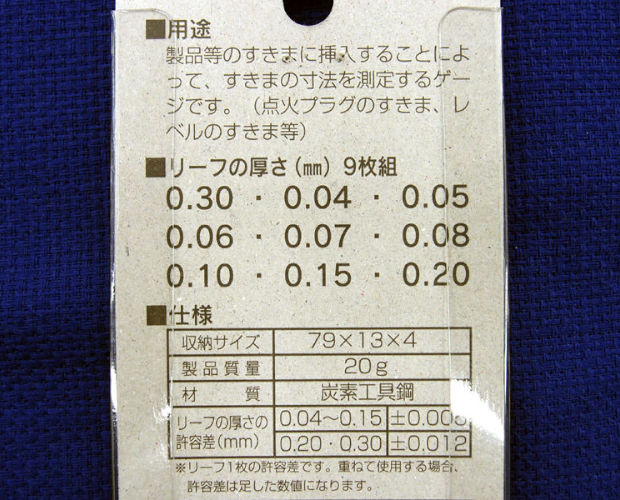 ■用途
製品等のすきまに挿入することによ
って、すきまの寸法を測定するゲー
ジです。(点火プラグのすきま、レ
ベルのすきま等)
■リーフの厚さ(㎜) 9枚組
0.30 · 0.04 · 0.05
0.06 · 0.07 · 0.08
0.10 · 0.15 · 0.20
■仕様
収納サイズ 79×13×4
製品質量 20g
材質 炭素工具鋼
リーフの厚さの許容差(mm) 0.04~0.15 ±0.006
0.20·0.30 ±0.012
※リーフ1枚の許容差です。重ねて使用する場合、
許容差は足した数値になります。